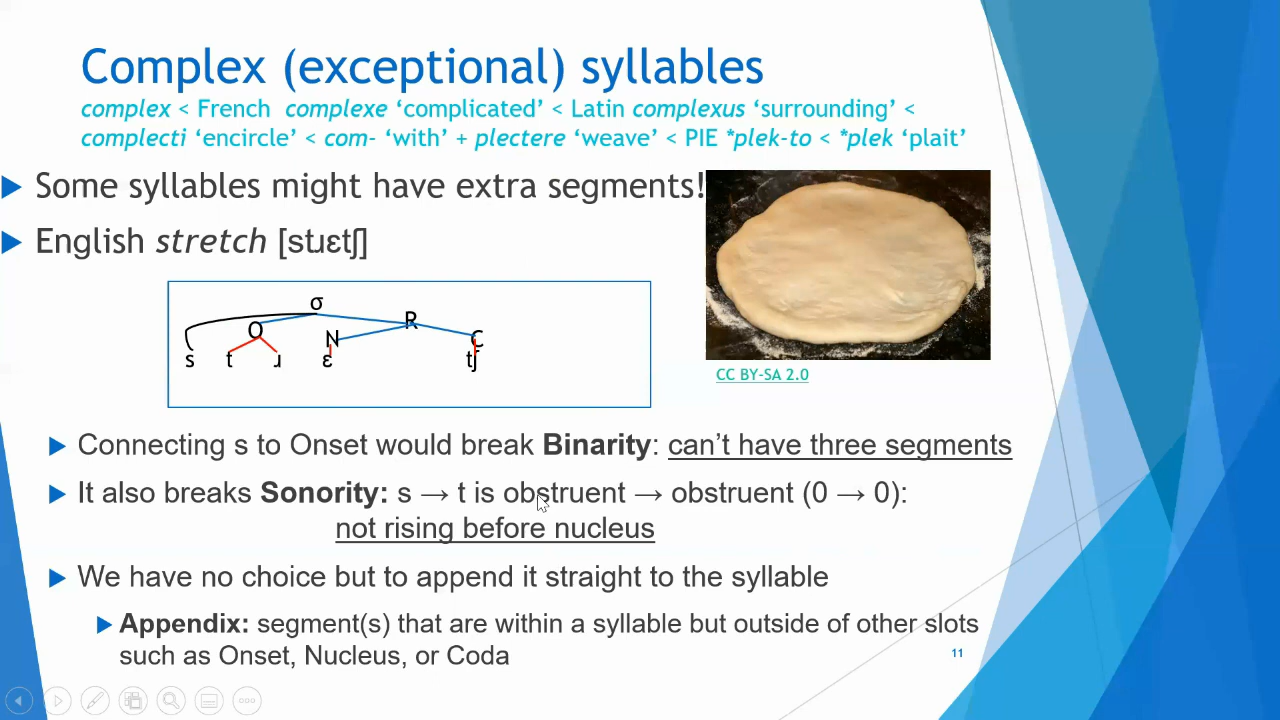 Complex (exceptional) syllables
complex < French complexe ‘complicated’ < Latin complexus ‘surrounding’ <
complecti ‘encircle’ < com- ‘with’ + plectere ‘weave’ < PIE *plek-to < *plek ‘plait’
Some syllables might have extra segments!
English stretch [stɹɛtʃ]
σ
O
R
N
C
s t ɹ ɛ tʃ
CC BY-SA 2.0
Connecting s to Onset would break Binarity: can’t have three segments
It also breaks Sonority: s → t is obstruent → obstruent (0 → 0):
not rising before nucleus
We have no choice but to append it straight to the syllable
Appendix: segment(s) that are within a syllable but outside of other slots
such as Onset, Nucleus, or Coda
11